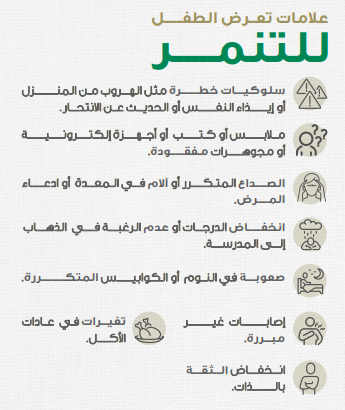 علامات تعرض الطفل
للتنمر
سلوكيات خطرة مثل الهروب من المنزل
أو إيذاء النفس أو الحديث عن الانتحار.
ملابس أو كتب أو أجهزة إلكترونية
أو مجوهرات مفقودة.
الصداع المتكرر أو آلام في المعدة أو ادعاء
المرض.
انخفاض الدرجات أو عدم الرغبة في الذهاب
إلى المدرسة.
صعوبة في النوم أو الكوابيس المتكررة.
إصابات غير
مبررة.
تغيرات في عادات
الأكل.
انخفاض الثقة
بالذات.